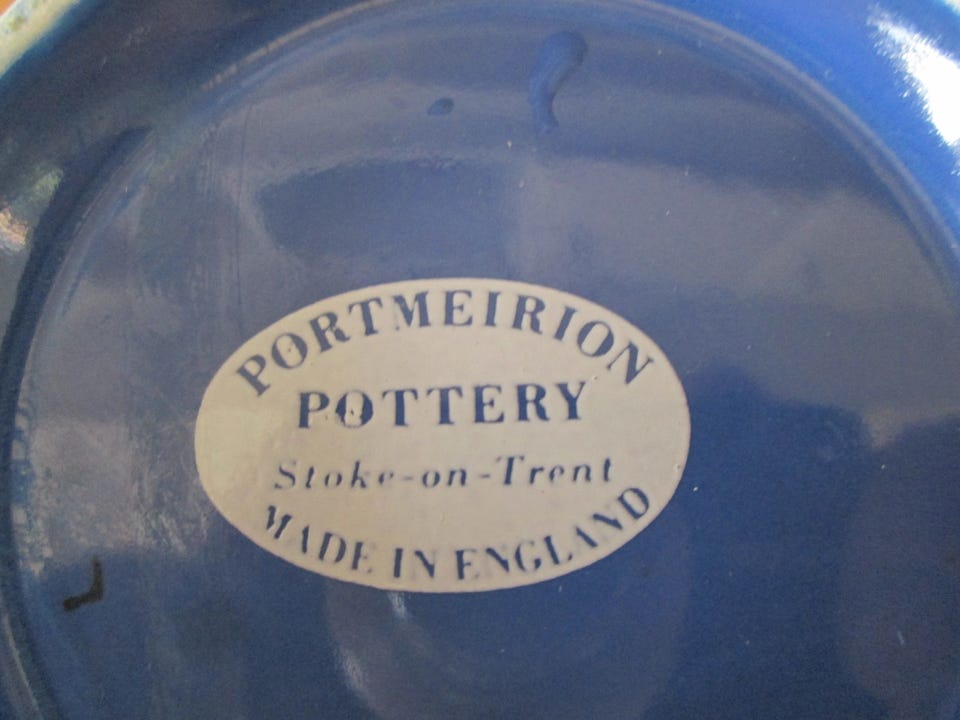 PORTMEIRION
POTTERY
Stoke-on-Trent
MADE IN ENGLAND